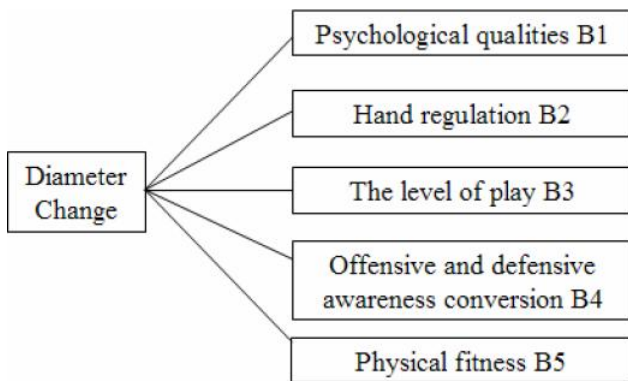 Psychological qualities B1
Hand regulation B2
Diameter
Change
The level of play B3
Offensive and defensive
awareness conversion B4
Physical fitness B5